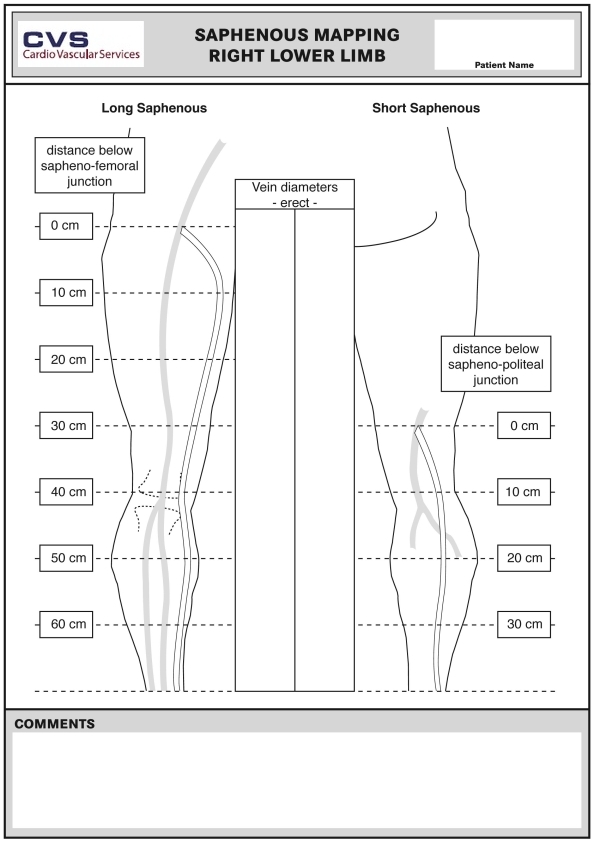 CVS
Cardio Vascular Services
SAPHENOUS MAPPING
RIGHT LOWER LIMB
Patient Name
Long Saphenous
Short Saphenous
distance below
sapheno-femoral
junction
Vein diameters
- erect -
0 cm
10 cm
20 cm
30 cm
40 cm
50 cm
60 cm
distance below
sapheno-politeal
junction
0 cm
10 cm
20 cm
30 cm
COMMENTS